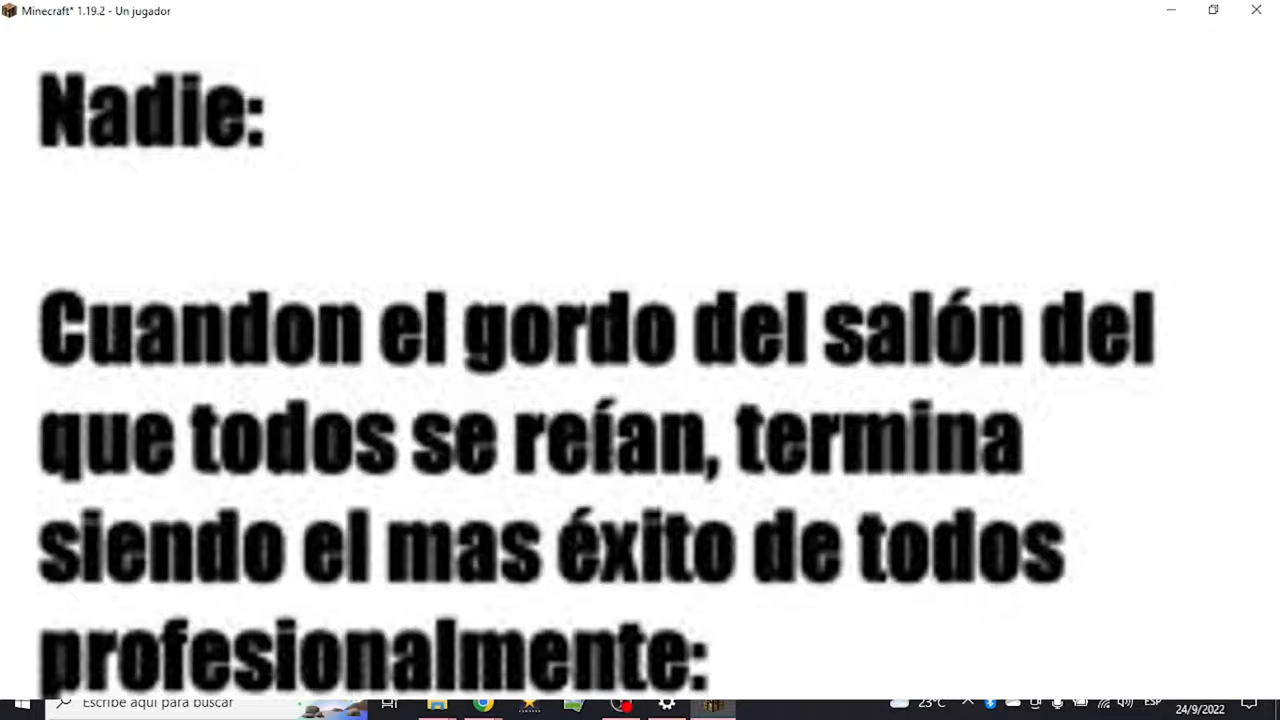 Minecraft* 1.19.2 - Un jugador
Nadie:
Cuandon el gordo del salón del
que todos se reían, termina
siendo el mas éxito de todos
profesionalmente:
Escribe aquí para buscar
23°C
ESP
24/9/2022